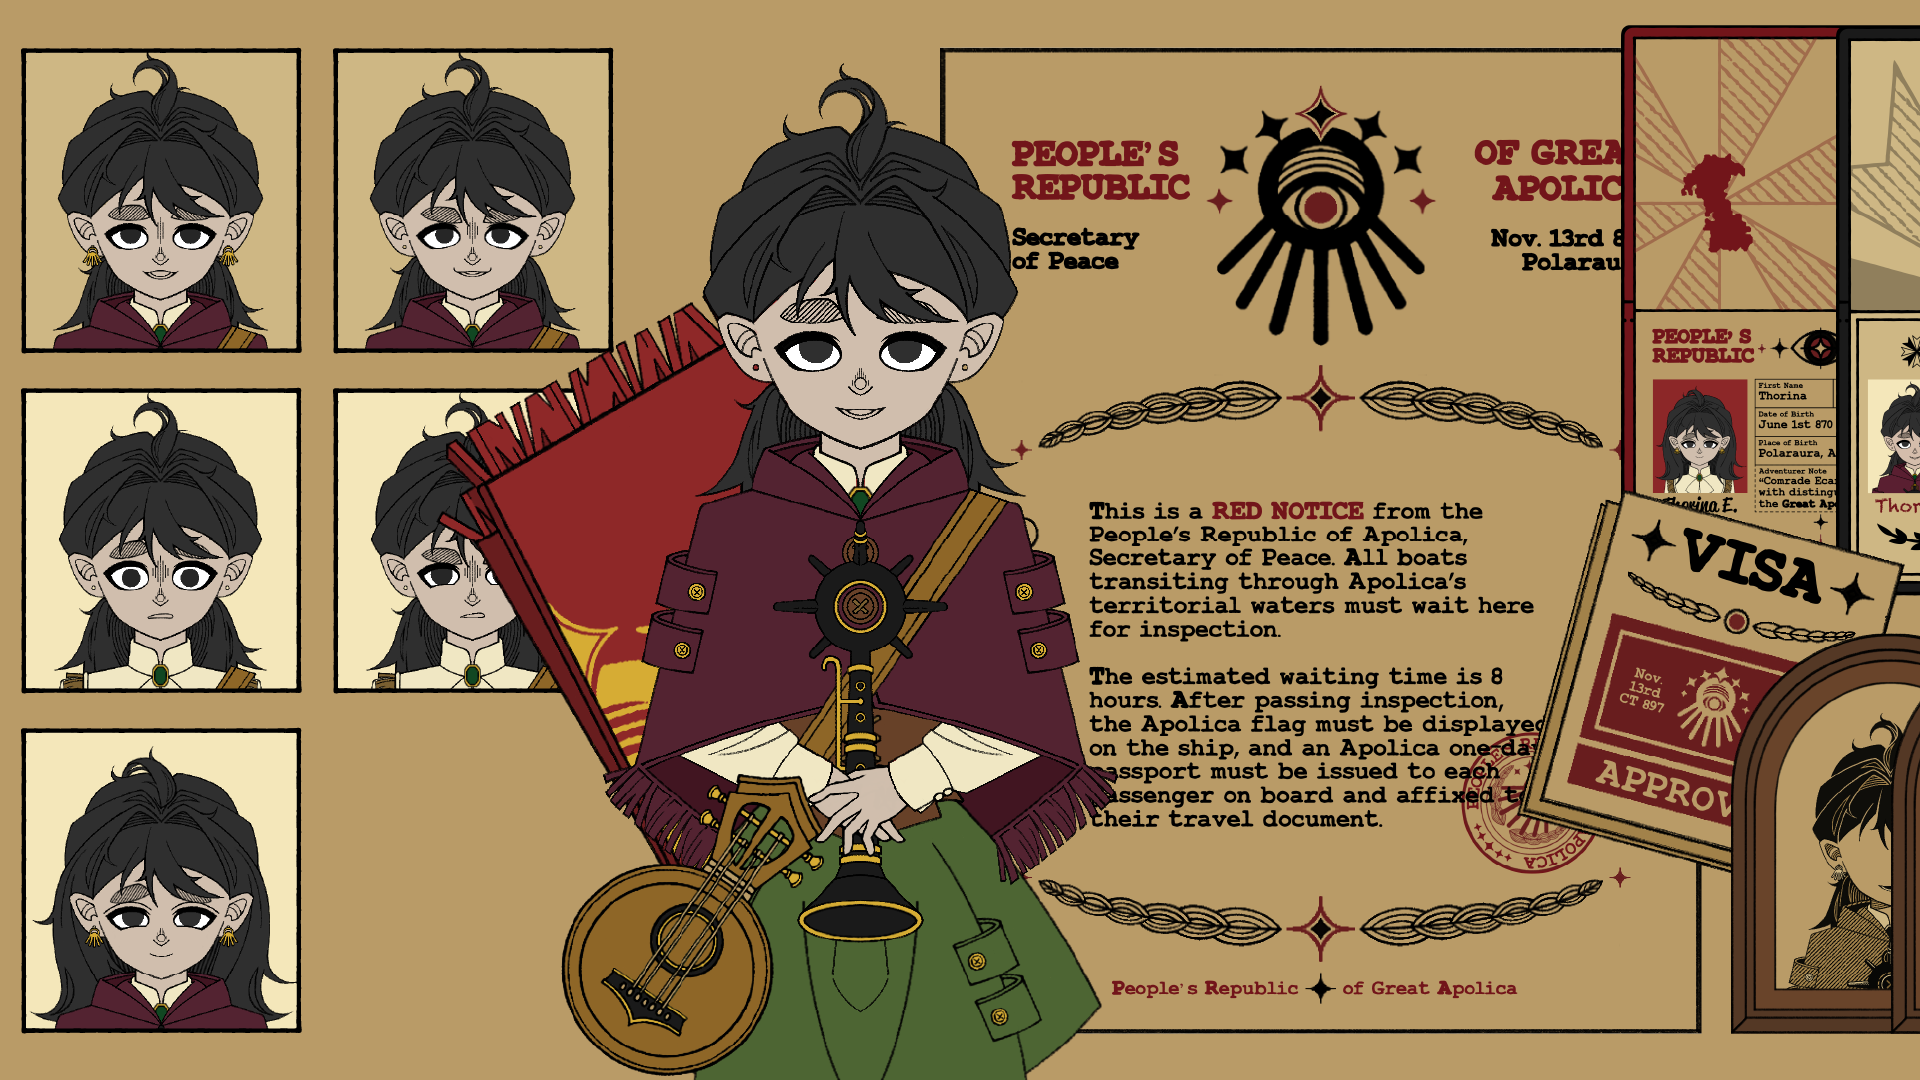 PEOPLE'S
REPUBLIC
Secretary
of Peace
OF GREA
APOLIC
Nov. 13rd 8
Polarau
This is a RED NOTICE from the
People's Republic of Apolica,
Secretary of Peace. All boats
transiting through Apolica's
territorial waters must wait here
for inspection.
The estimated waiting time is 8
hours. After passing inspection,
the Apolica flag must be displayed
on the ship, and an Apolica one-da
passport must be issued to each
passenger on board and affixed t
their travel document.
APOLICA
People's Republic of Great Apolica
PEOPLE'S
REPUBLIC
First Name
Thorina
Date of Birth
June 1st 870
Place of Birth
Polaraura, A
Adventurer Note
"Comrade Ecar
with disting
the Great Ap
Thorina E.
Thor
VISA
Nov.
13rd
CT 897
APPROV